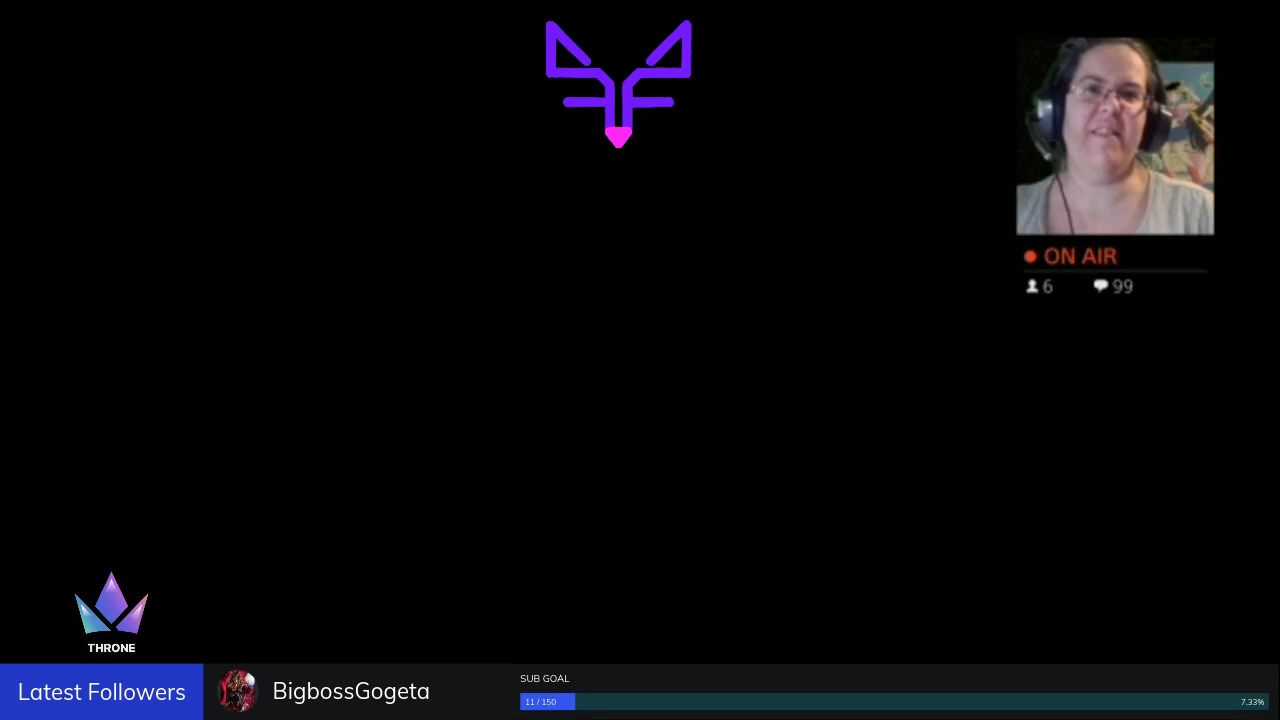 ON AIR
6 99
THRONE
Latest Followers
BigbossGogeta
SUB GOAL
11 / 150
7.33%